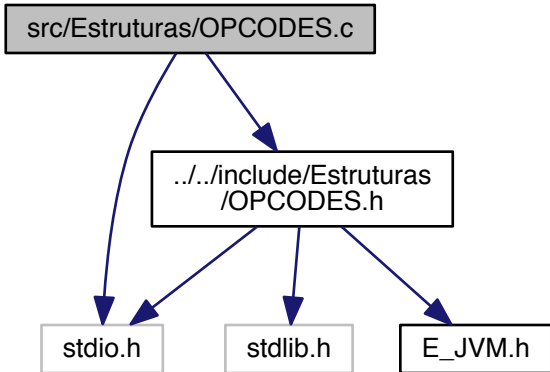 src/Estruturas/OPCODES.c
../../include/Estruturas
/OPCODES.h
stdio.h
stdlib.h
E_JVM.h